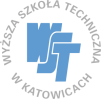 WYŻSZA SZKOŁA TECHNICZNA
WST
W KATOWICACH